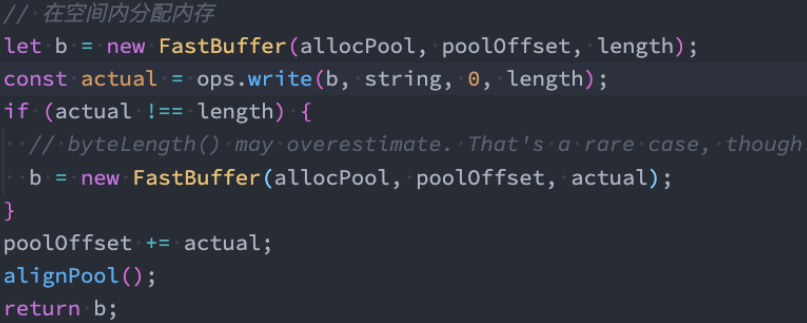 // 在空间内分配内存
let b = new FastBuffer(allocPool, poolOffset, length);
const actual = ops.write(b, string, 0, length);
if (actual !== length) {
  // byteLength() may overestimate. That's a rare case, though
  b = new FastBuffer(allocPool, poolOffset, actual);
}
poolOffset += actual;
alignPool();
return b;